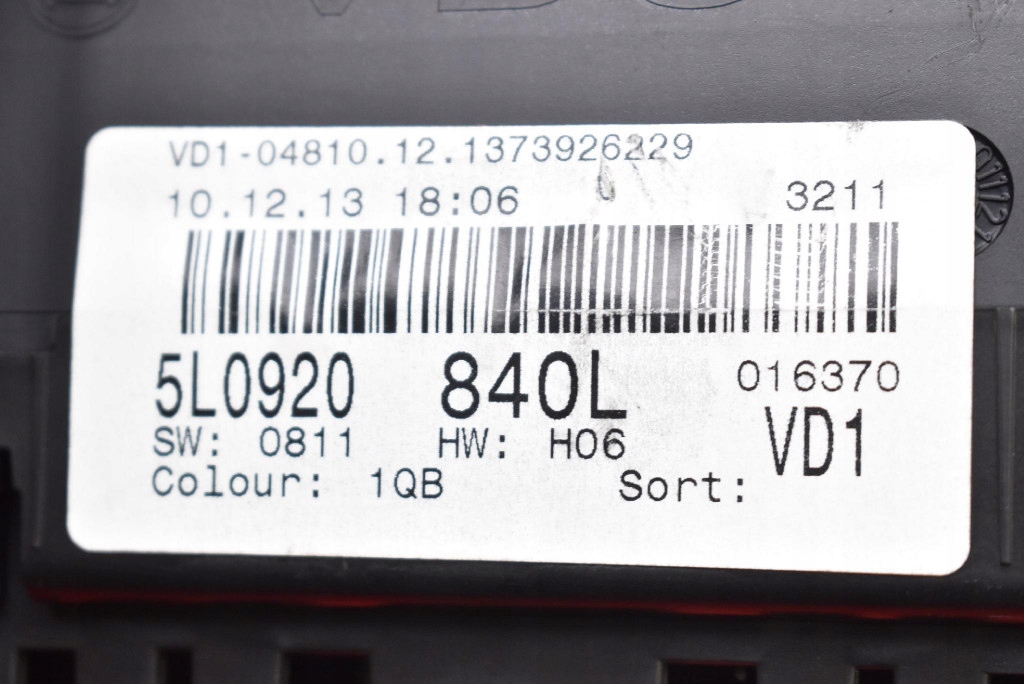 VD1-04810.12.1373926229
10.12.13 18:06 3211
5L0920 840L 016370
SW: 0811 HW: H06 VD1
Colour: 1QB Sort: